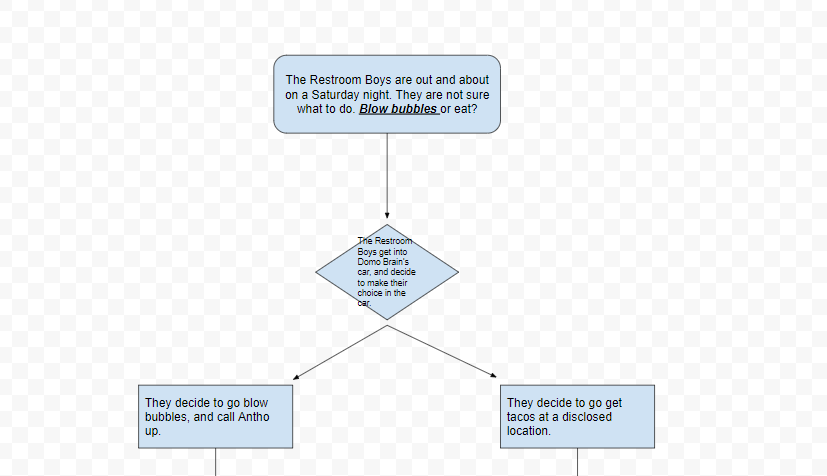 The Restroom Boys are out and about
on a Saturday night. They are not sure
what to do. Blow bubbles or eat?
The Restroom
Boys get into
Domo Brain's
car, and decide
to make their
choice in the
car.
They decide to go blow
bubbles, and call Antho
up.
They decide to go get
tacos at a disclosed
location.